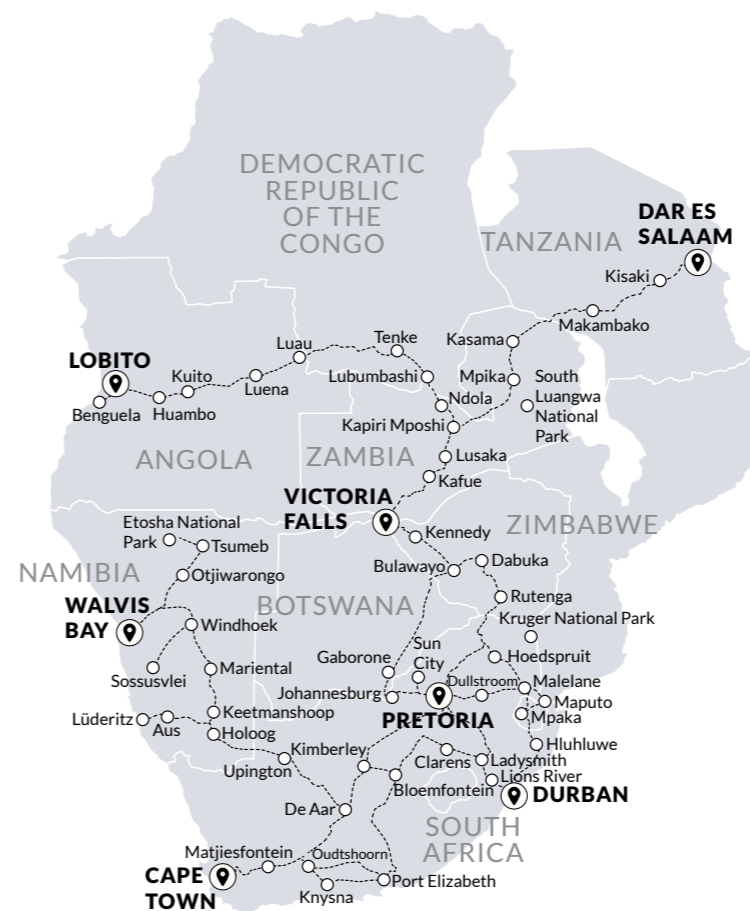 DEMOCRATIC
REPUBLIC
OF THE
CONGO
TANZANIA
DAR ES
SALAAM
Kisaki
Makambako
Kasama
Mpika
South
Luangwa
National
Park
Luau
Tenke
Lubumbashi
Ndola
Kapiri Mposhi
LOBITO
Kuito
Luena
Benguela
Huambo
ANGOLA
ZAMBIA
Lusaka
Kafue
VICTORIA
FALLS
ZIMBABWE
Kennedy
Etosha National
Park
Tsumeb
Otjiwarongo
NAMIBIA
Bulawayo
Dabuka
Rutenga
WALVIS
BAY
BOTSWANA
Windhoek
Kruger National Park
Sun
City
Gaborone
Hoedspruit
Sossusvlei
Mariental
Johannesburg
Dullstroom
Malelane
Maputo
PRETORIA
Mpaka
Lüderitz
Aus
Keetmanshoop
Holoog
Hluhluwe
Kimberley
Upington
Clarens
Ladysmith
Lions River
Bloemfontein
DURBAN
De Aar
SOUTH
AFRICA
Matjiesfontein
Oudtshoorn
CAPE
TOWN
Knysna
Port Elizabeth